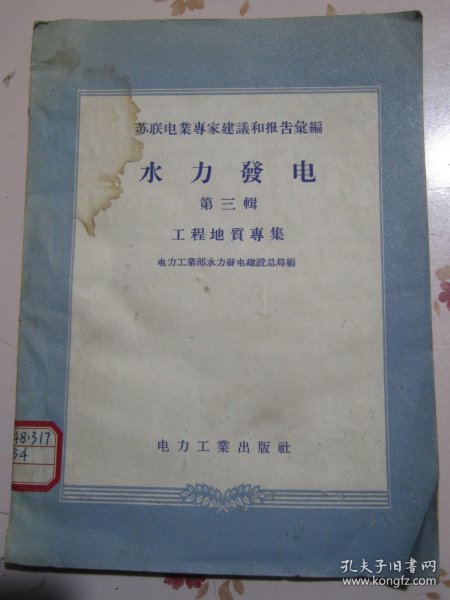 苏联电業專家建議和报告彙編
水力發电
第三輯
工程地質專集
电力工業部水力發电建設总局編
48.317
54
电力工業出版社
孔夫子旧书网
www.kongfz.com